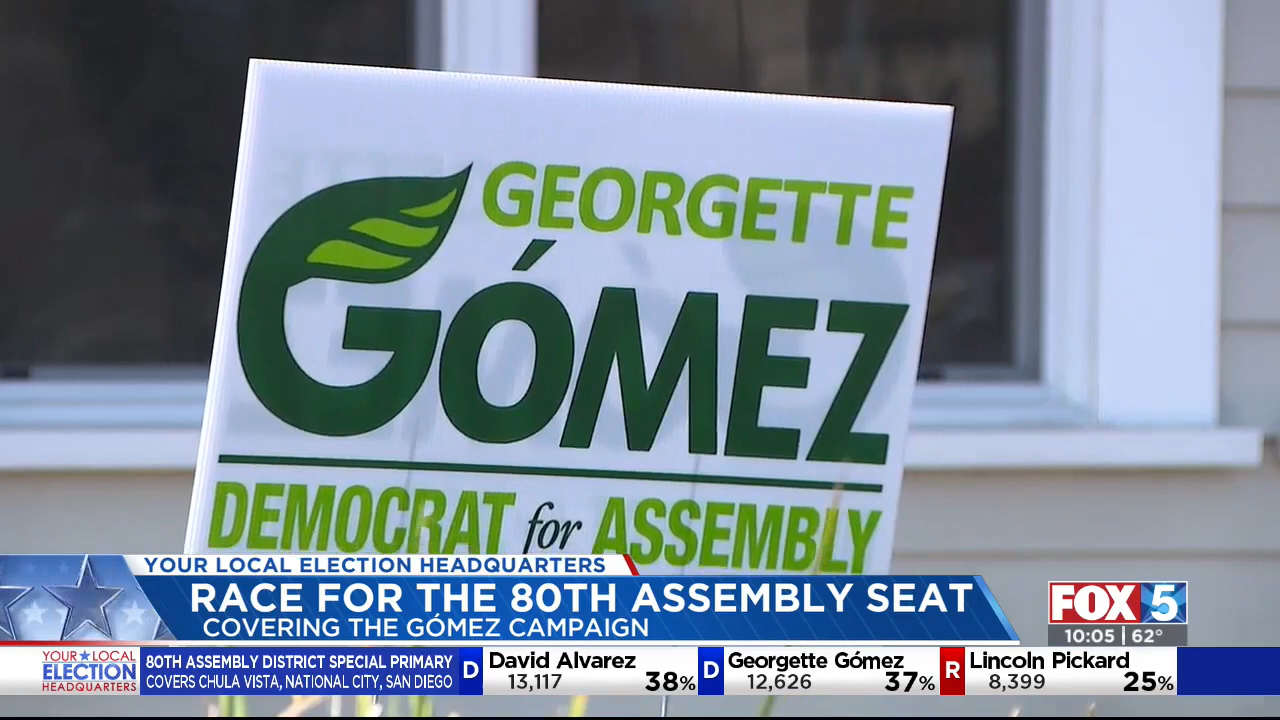 GEORGETTE
GÓMEZ
DEMOCRAT for ASSEMBLY
YOUR LOCAL ELECTION HEADQUARTERS
RACE FOR THE 80TH ASSEMBLY SEAT
COVERING THE GÓMEZ CAMPAIGN
FOX 5
10:05 | 62°
YOUR LOCAL
ELECTION
HEADQUARTERS
80TH ASSEMBLY DISTRICT SPECIAL PRIMARY
COVERS CHULA VISTA, NATIONAL CITY, SAN DIEGO
D David Alvarez
13,117 38%
D Georgette Gómez
12,626 37%
R Lincoln Pickard
8,399 25%